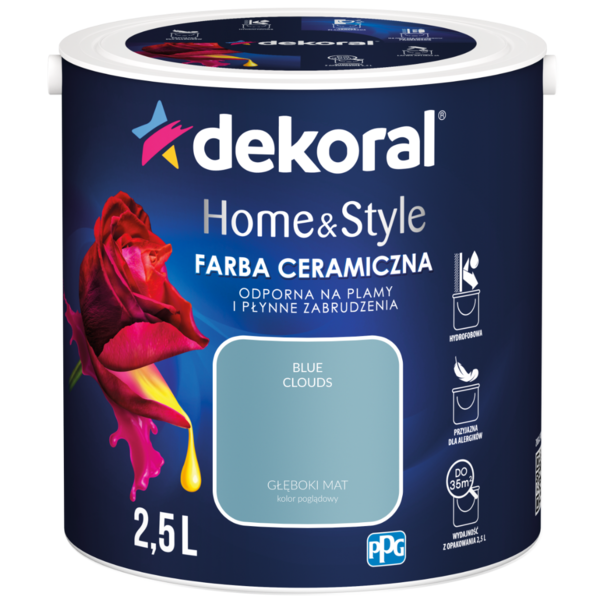 dekoral
dekoral®
Home&Style
FARBA CERAMICZNA
ODPORNA NA PLAMY
I PŁYNNE ZABRUDZENIA
BLUE
CLOUDS
GŁĘBOKI MAT
kolor poglądowy
2,5L
PPG
HYDROFOBOWA
PRZYJAZNA
DLA ALERGIKÓW
DO
35m²
WYDAJNOŚĆ
Z OPAKOWANIA 2,5 L